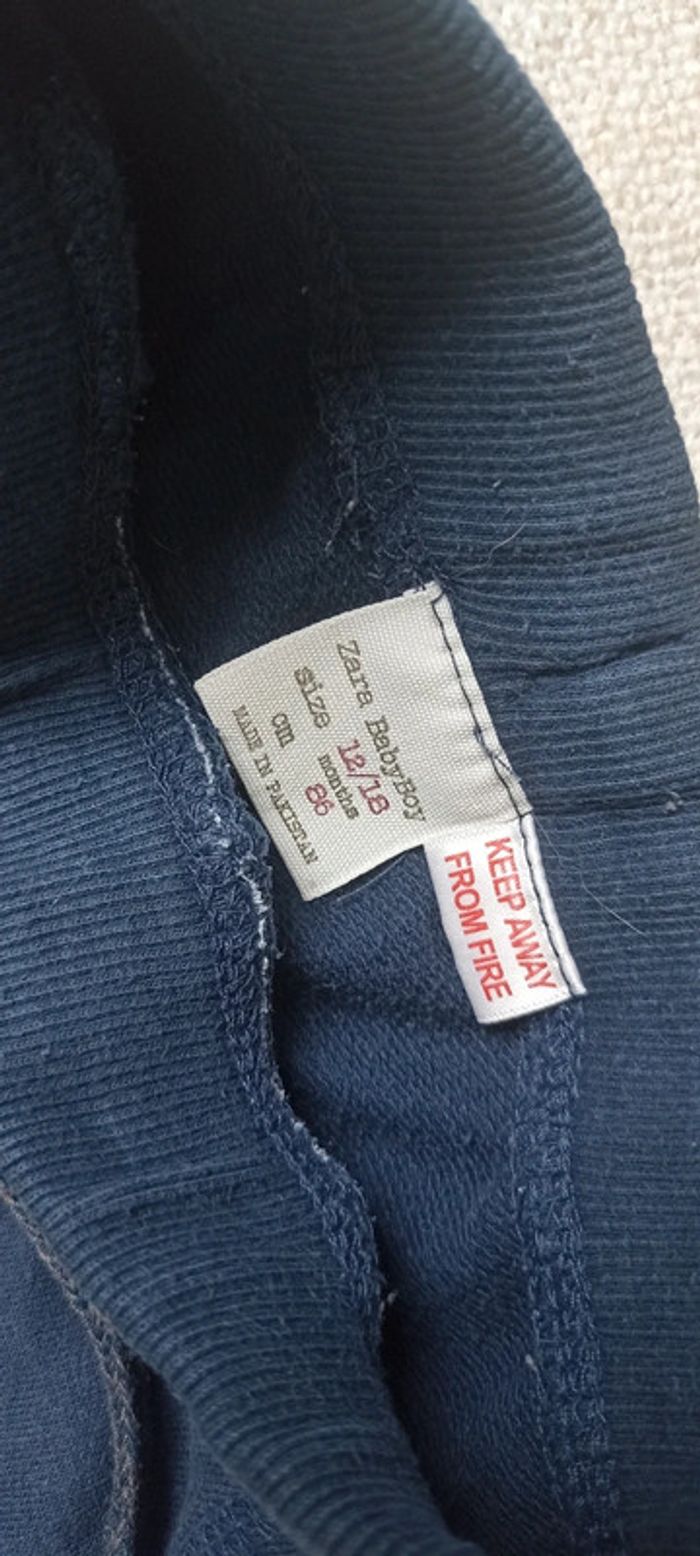 Zara BabyBoy
size 12/18
months
cm 86
MADE IN PAKISTAN
KEEP AWAY
FROM FIRE